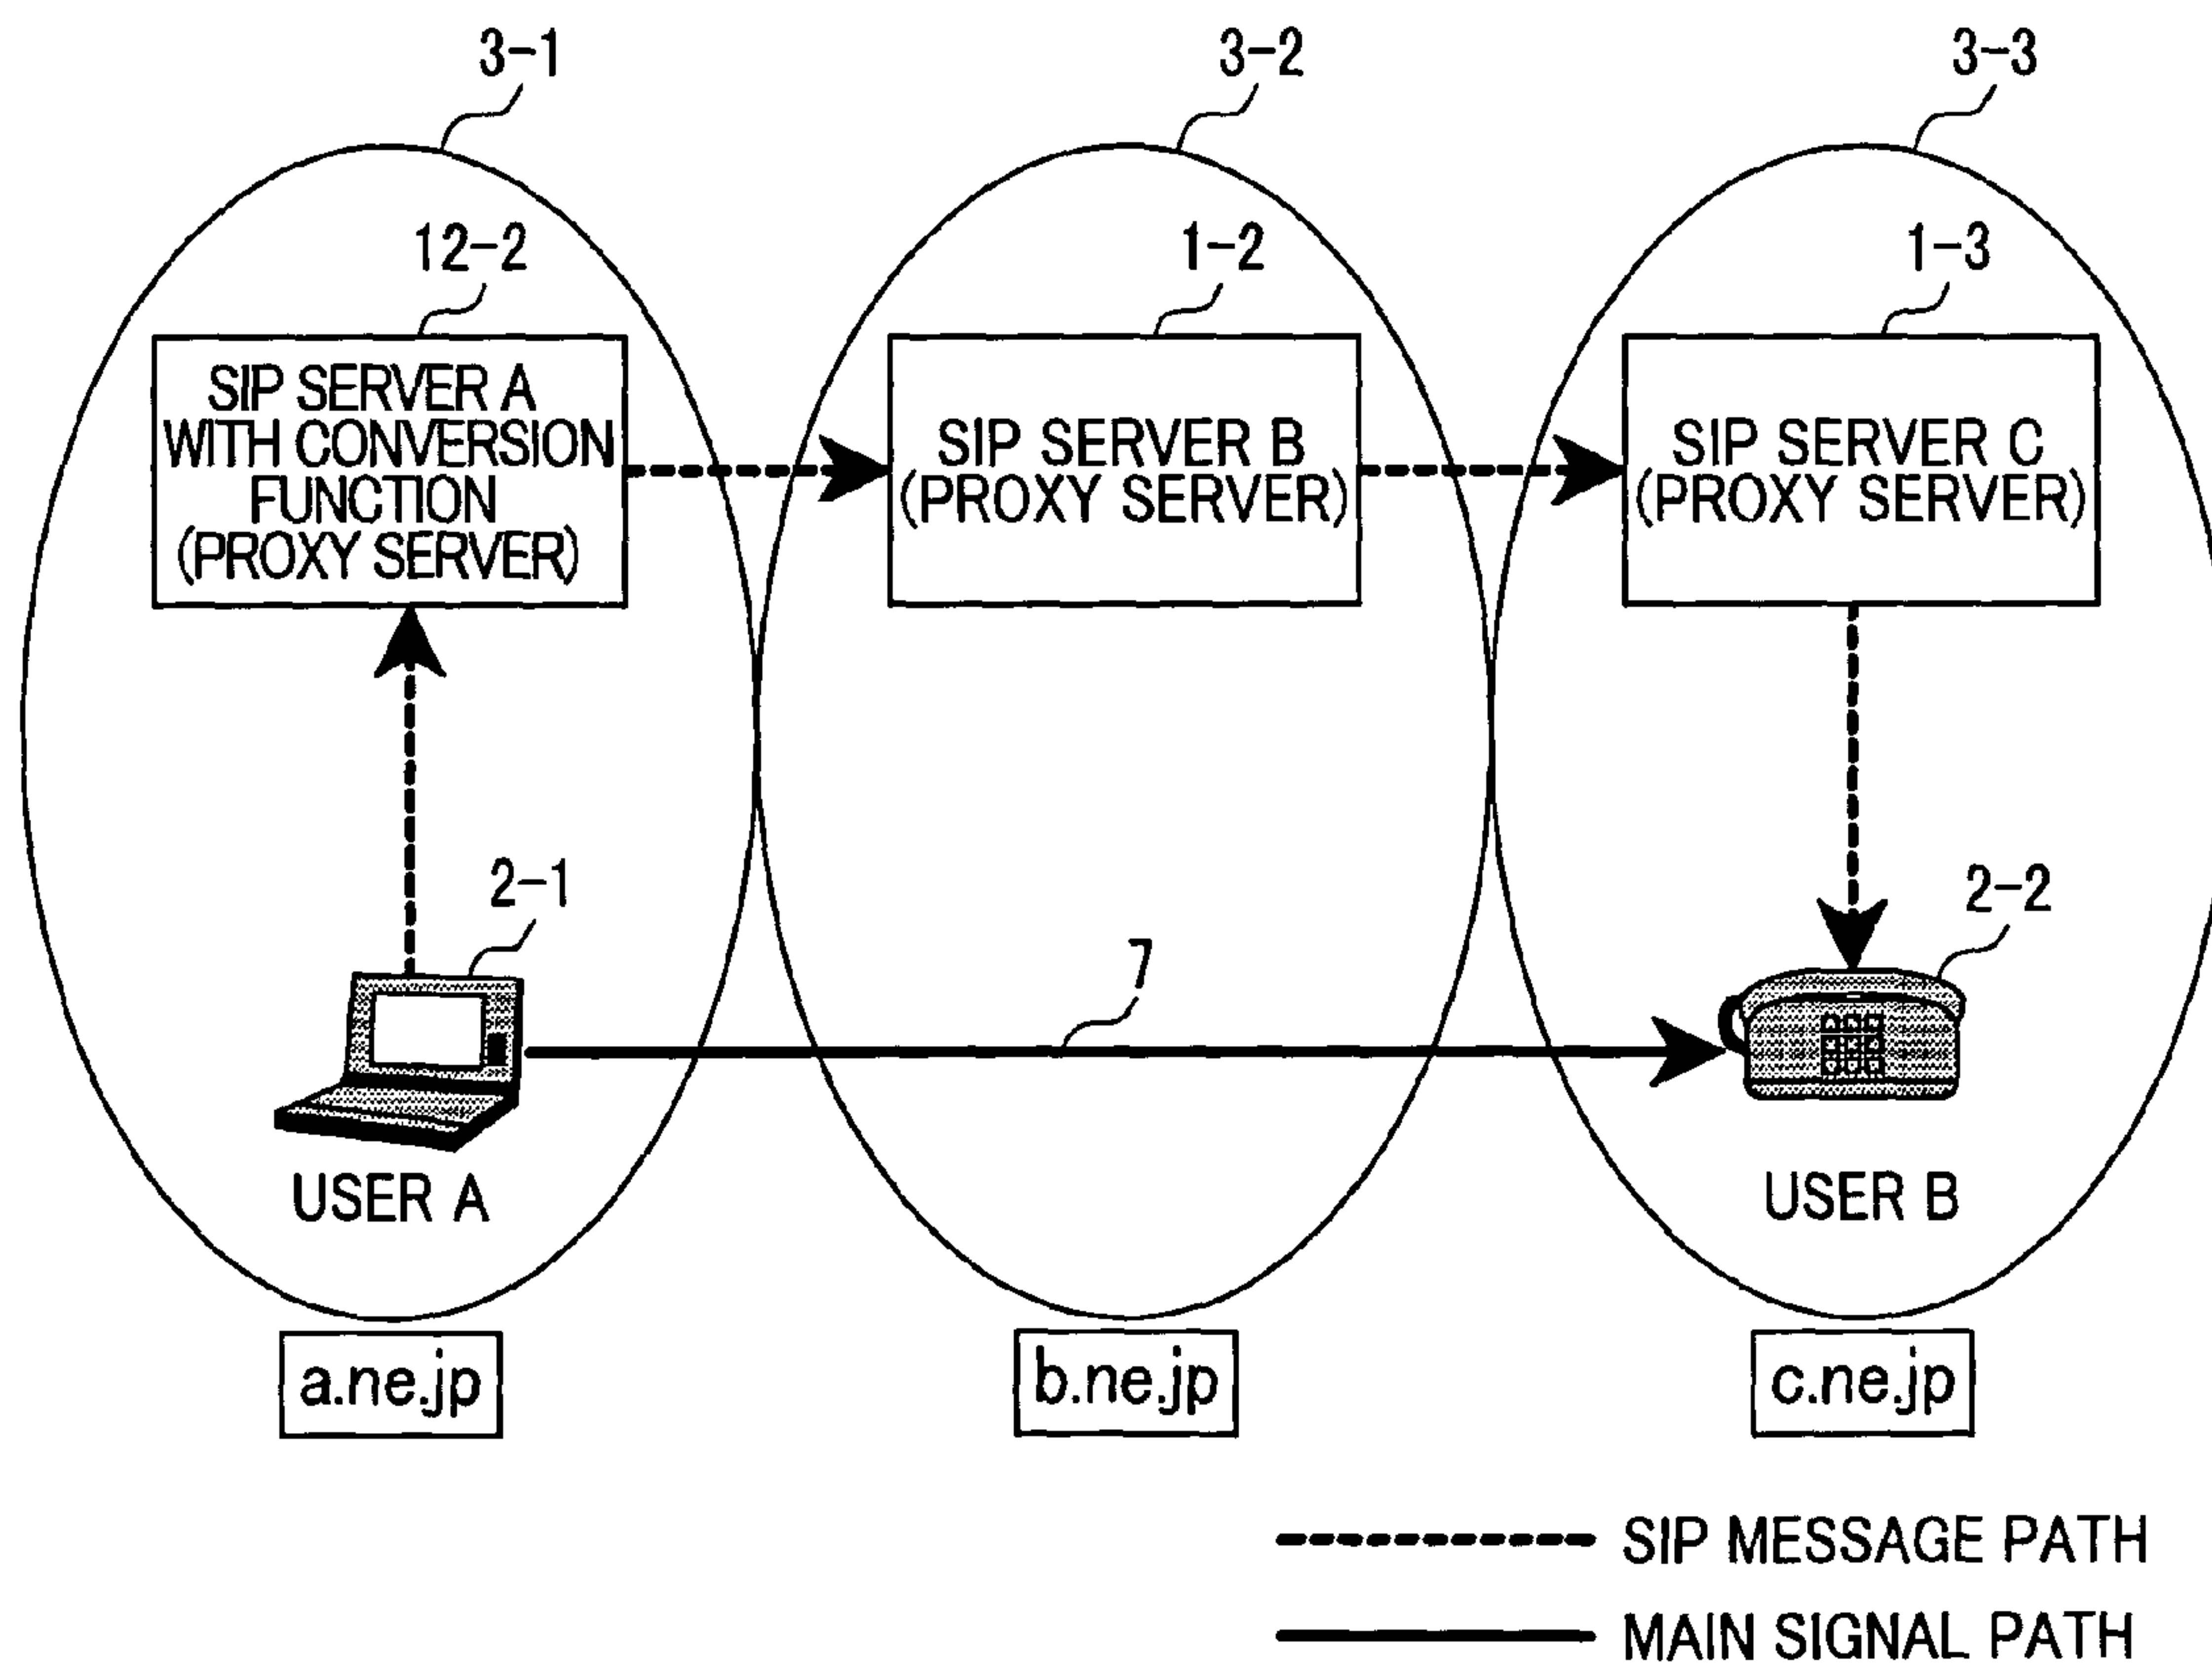 3-1
3-2
3-3
12-2
1-2
1-3
SIP SERVER A
WITH CONVERSION
FUNCTION
(PROXY SERVER)
SIP SERVER B
(PROXY SERVER)
SIP SERVER C
(PROXY SERVER)
2-1
7
2-2
USER A
USER B
a.ne.jp
b.ne.jp
c.ne.jp
SIP MESSAGE PATH
MAIN SIGNAL PATH